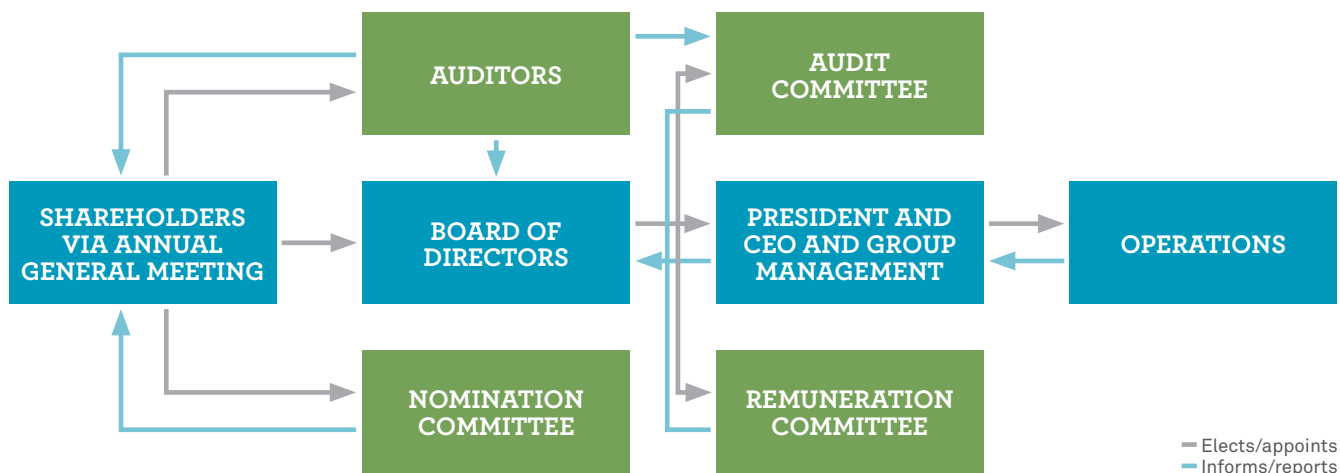 AUDITORS
AUDIT
COMMITTEE
SHAREHOLDERS
VIA ANNUAL
GENERAL MEETING
BOARD OF
DIRECTORS
PRESIDENT AND
CEO AND GROUP
MANAGEMENT
OPERATIONS
NOMINATION
COMMITTEE
REMUNERATION
COMMITTEE
Elects/appoints
Informs/reports